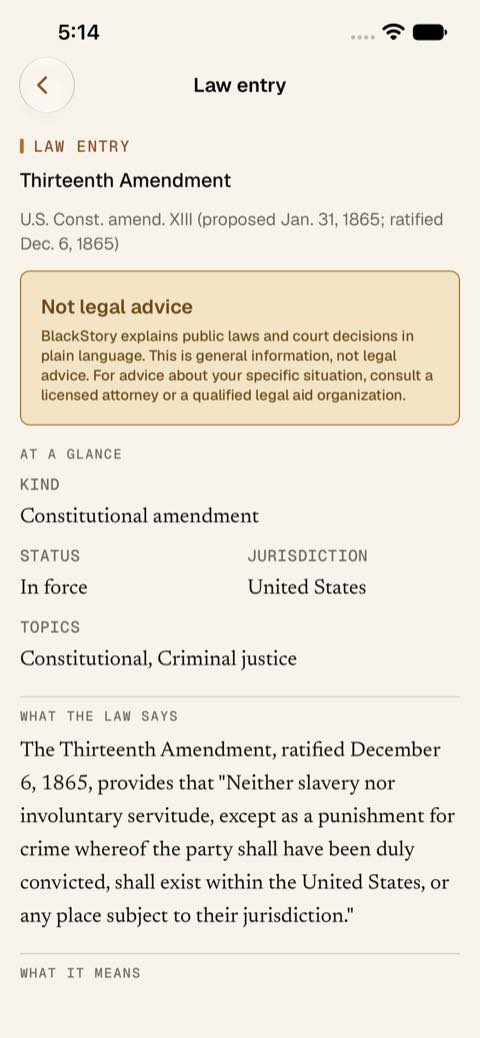 5:14
Law entry
LAW ENTRY
Thirteenth Amendment
U.S. Const. amend. XIII (proposed Jan. 31, 1865; ratified
Dec. 6, 1865)
Not legal advice
BlackStory explains public laws and court decisions in
plain language. This is general information, not legal
advice. For advice about your specific situation, consult a
licensed attorney or a qualified legal aid organization.
AT A GLANCE
KIND
Constitutional amendment
STATUS
In force
JURISDICTION
United States
TOPICS
Constitutional, Criminal justice
WHAT THE LAW SAYS
The Thirteenth Amendment, ratified December
6, 1865, provides that "Neither slavery nor
involuntary servitude, except as a punishment for
crime whereof the party shall have been duly
convicted, shall exist within the United States, or
any place subject to their jurisdiction."
WHAT IT MEANS